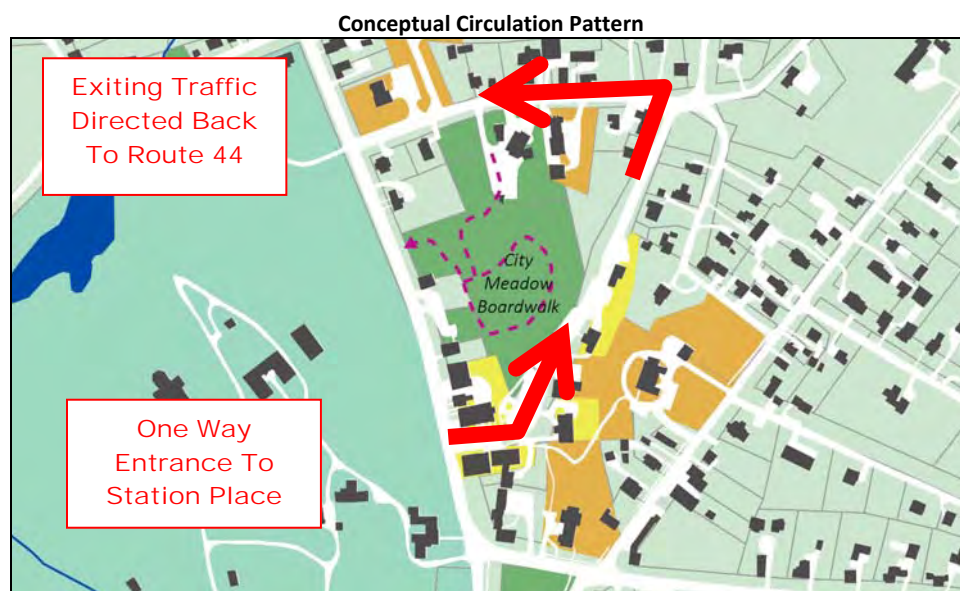 Conceptual Circulation Pattern
Exiting Traffic
Directed Back
To Route 44
City
Meadow
Boardwalk
One Way
Entrance To
Station Place